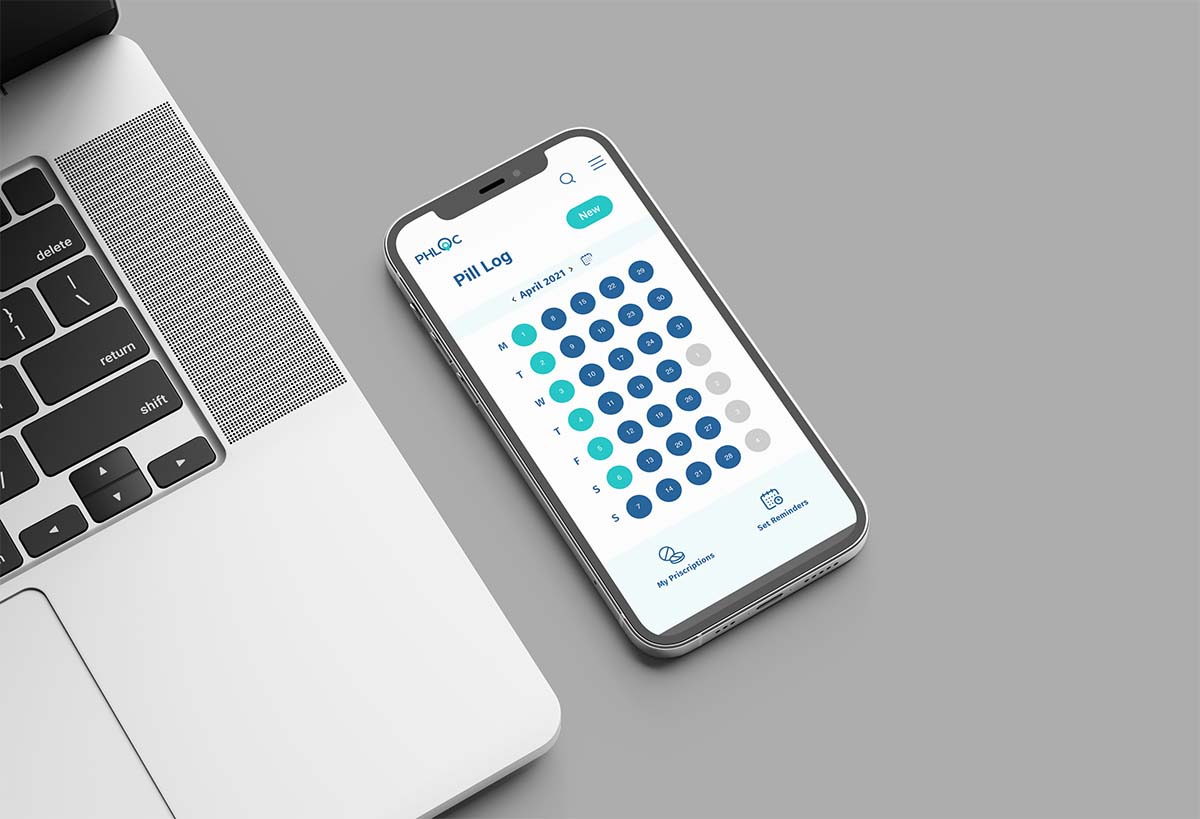 delete
}
]
|
\
return
shift
/
PHLOC
New
Pill Log
‹ April 2021 ›
M 1 8 15 22 29
T 2 9 16 23 30
W 3 10 17 24 31
T 4 11 18 25 1
F 5 12 19 26 2
S 6 13 20 27 3
S 7 14 21 28 4
My Priscriptions
Set Reminders